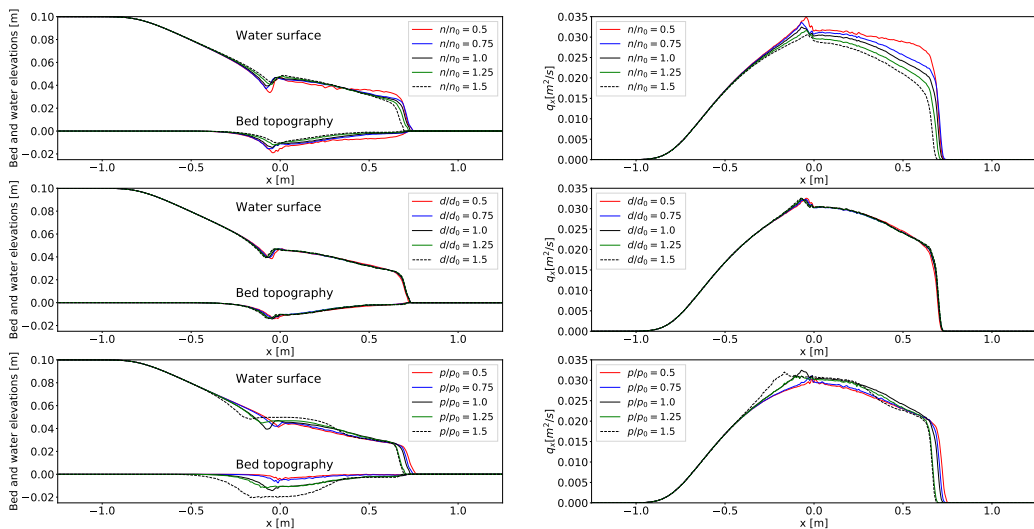 Bed and water elevations [m]
0.10
0.08
0.06
0.04
0.02
0.00
−0.02
Water surface
Bed topography
n/n0 = 0.5
n/n0 = 0.75
n/n0 = 1.0
n/n0 = 1.25
n/n0 = 1.5
−1.0 −0.5 0.0 0.5 1.0
x [m]
qx[m²/s]
0.035
0.030
0.025
0.020
0.015
0.010
0.005
0.000
n/n0 = 0.5
n/n0 = 0.75
n/n0 = 1.0
n/n0 = 1.25
n/n0 = 1.5
−1.0 −0.5 0.0 0.5 1.0
x [m]
Bed and water elevations [m]
0.10
0.08
0.06
0.04
0.02
0.00
−0.02
Water surface
Bed topography
d/d0 = 0.5
d/d0 = 0.75
d/d0 = 1.0
d/d0 = 1.25
d/d0 = 1.5
−1.0 −0.5 0.0 0.5 1.0
x [m]
qx[m²/s]
0.035
0.030
0.025
0.020
0.015
0.010
0.005
0.000
d/d0 = 0.5
d/d0 = 0.75
d/d0 = 1.0
d/d0 = 1.25
d/d0 = 1.5
−1.0 −0.5 0.0 0.5 1.0
x [m]
Bed and water elevations [m]
0.10
0.08
0.06
0.04
0.02
0.00
−0.02
Water surface
Bed topography
p/p0 = 0.5
p/p0 = 0.75
p/p0 = 1.0
p/p0 = 1.25
p/p0 = 1.5
−1.0 −0.5 0.0 0.5 1.0
x [m]
qx[m²/s]
0.035
0.030
0.025
0.020
0.015
0.010
0.005
0.000
p/p0 = 0.5
p/p0 = 0.75
p/p0 = 1.0
p/p0 = 1.25
p/p0 = 1.5
−1.0 −0.5 0.0 0.5 1.0
x [m]